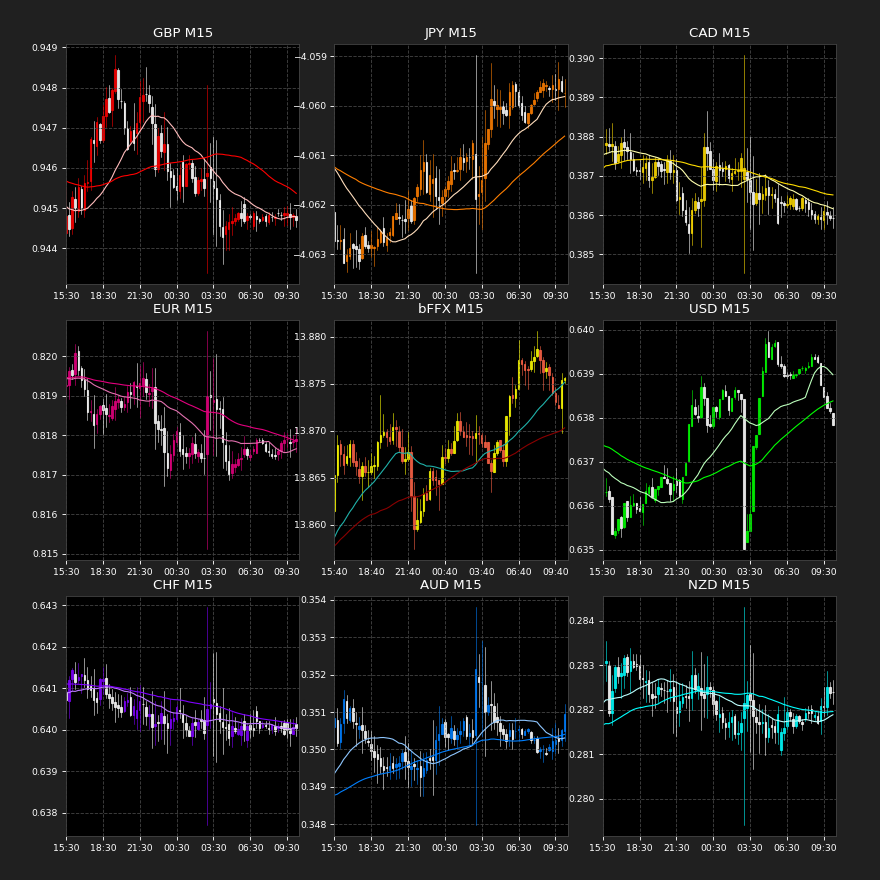 GBP M15
0.949
0.948
0.947
0.946
0.945
0.944
15:30 18:30 21:30 00:30 03:30 06:30 09:30
JPY M15
−4.059
−4.060
−4.061
−4.062
−4.063
15:30 18:30 21:30 00:30 03:30 06:30 09:30
CAD M15
0.390
0.389
0.388
0.387
0.386
0.385
15:30 18:30 21:30 00:30 03:30 06:30 09:30
EUR M15
0.820
0.819
0.818
0.817
0.816
0.815
15:30 18:30 21:30 00:30 03:30 06:30 09:30
bFFX M15
13.880
13.875
13.870
13.865
13.860
15:40 18:40 21:40 00:40 03:40 06:40 09:40
USD M15
0.640
0.639
0.638
0.637
0.636
0.635
15:30 18:30 21:30 00:30 03:30 06:30 09:30
CHF M15
0.643
0.642
0.641
0.640
0.639
0.638
15:30 18:30 21:30 00:30 03:30 06:30 09:30
AUD M15
0.354
0.353
0.352
0.351
0.350
0.349
0.348
15:30 18:30 21:30 00:30 03:30 06:30 09:30
NZD M15
0.284
0.283
0.282
0.281
0.280
15:30 18:30 21:30 00:30 03:30 06:30 09:30